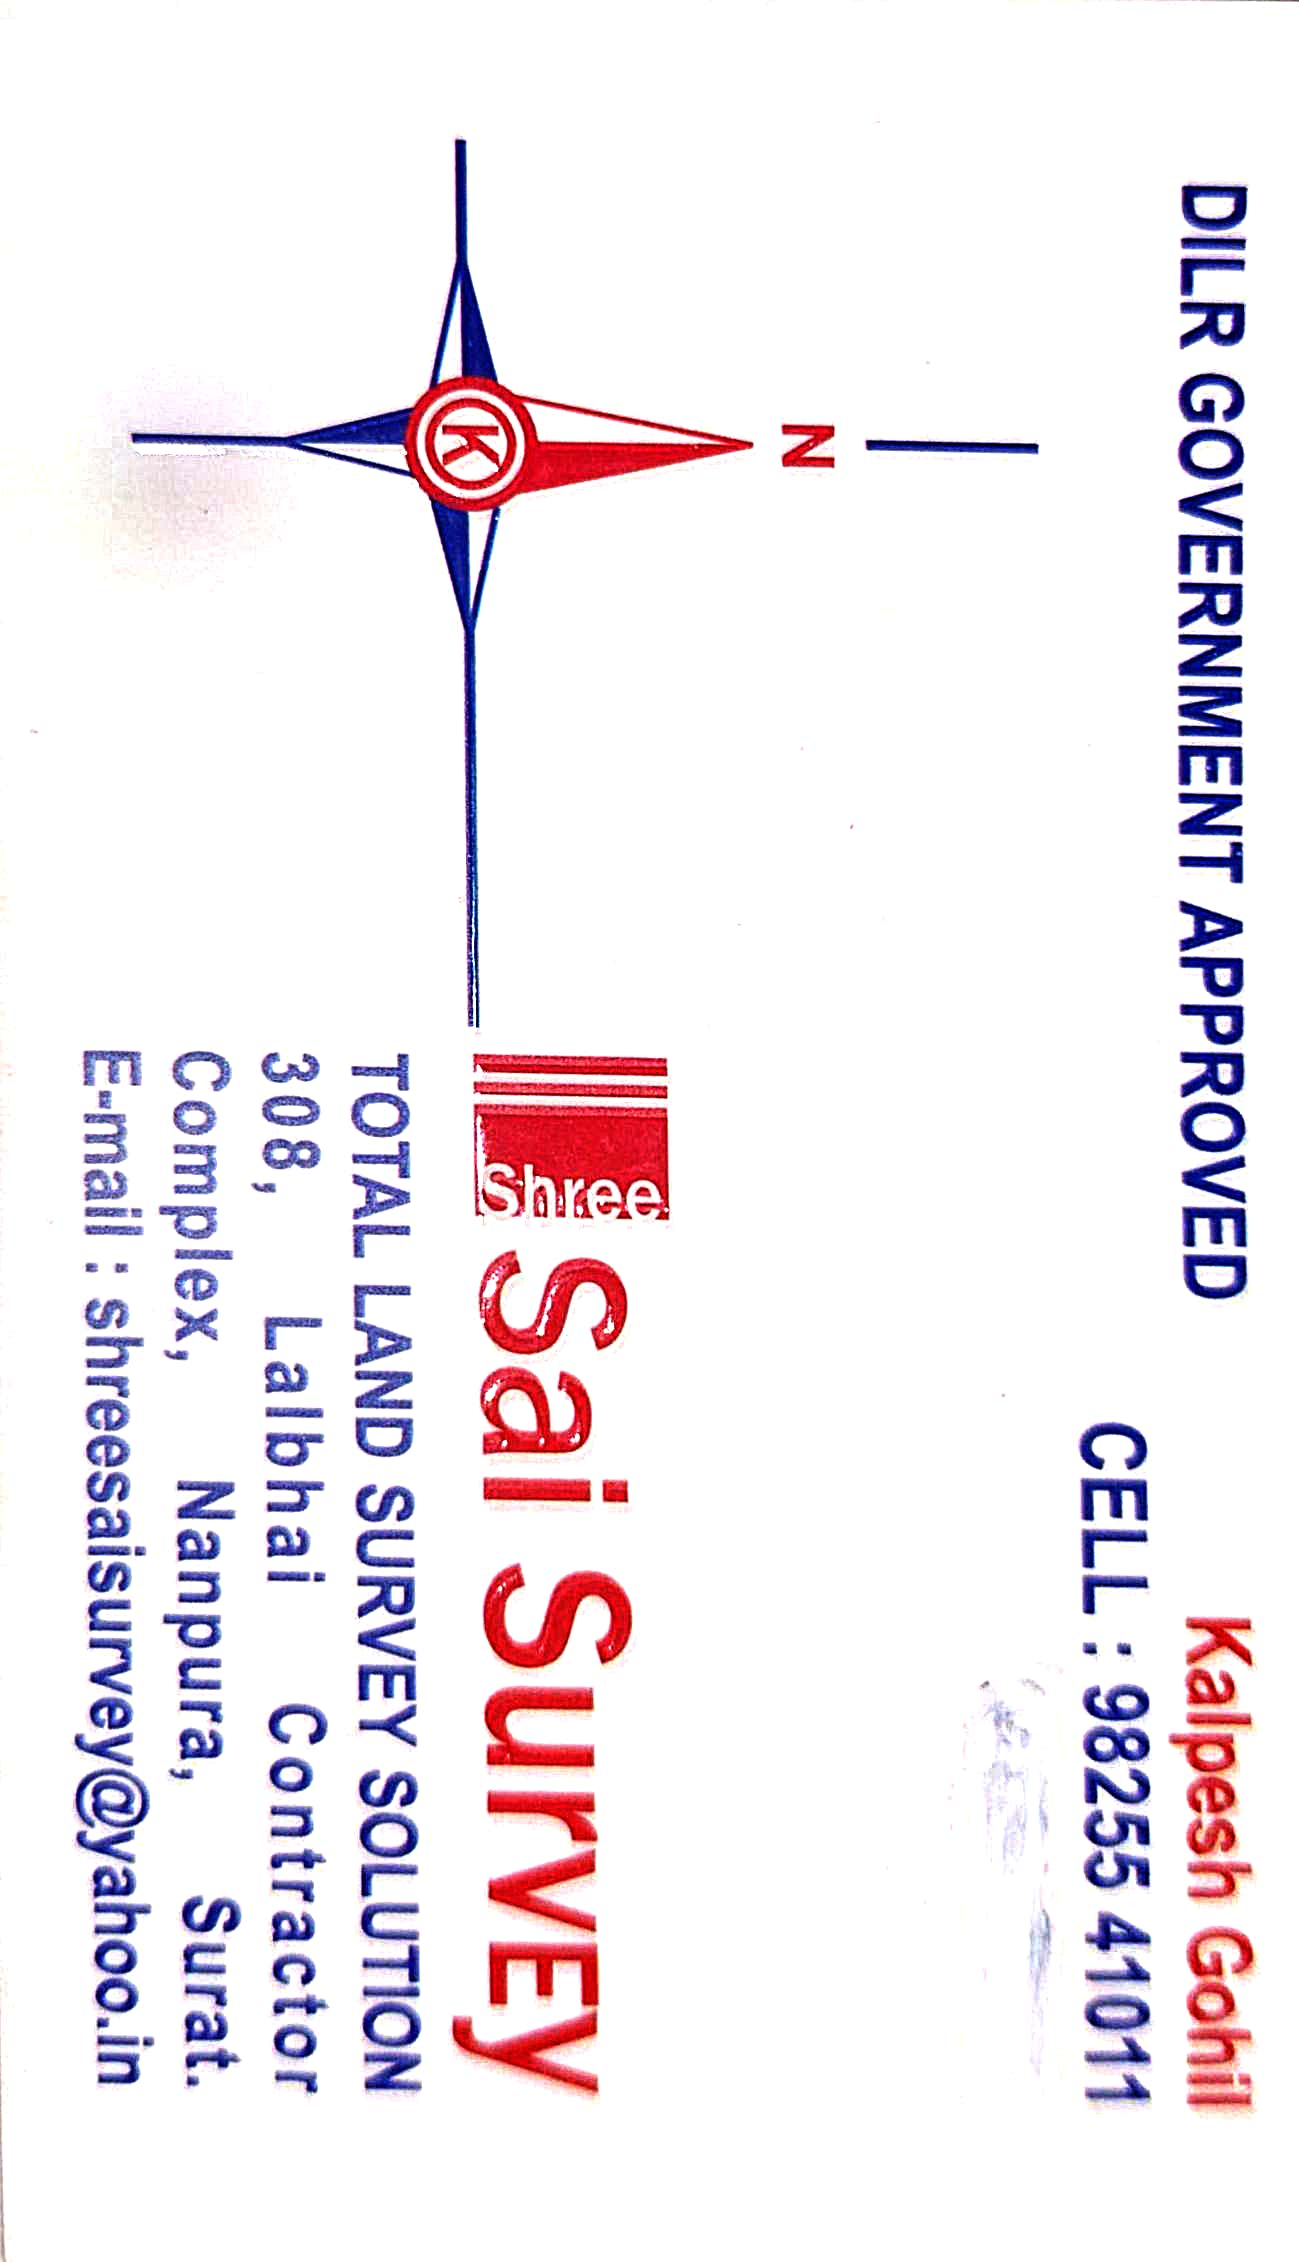 DILR GOVERNMENT APPROVED
Kalpesh Gohil
CELL : 98255 41011
N
K
Shree
Sai SurvEy
TOTAL LAND SURVEY SOLUTION
308, Lalbhai Contractor
Complex, Nanpura, Surat.
E-mail : shreesaisurvey@yahoo.in